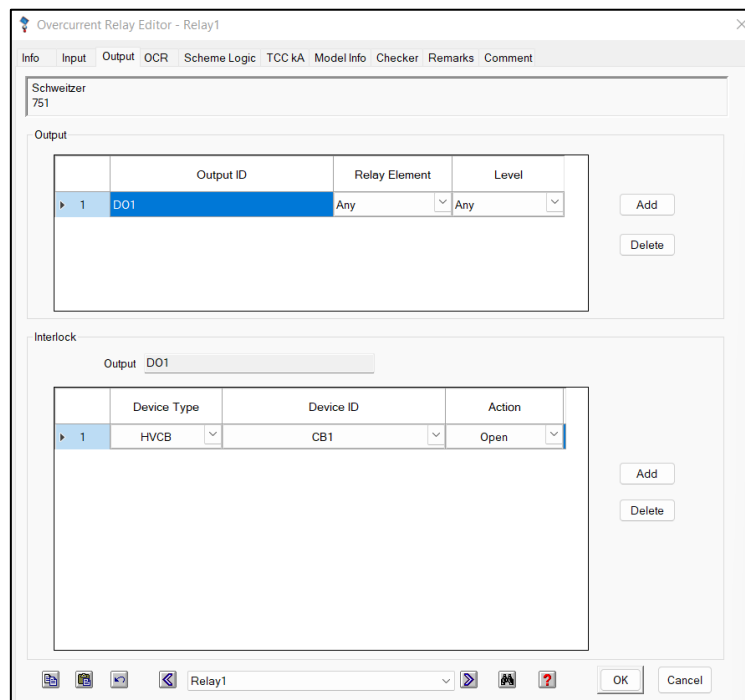 Overcurrent Relay Editor - Relay1
Info Input Output OCR Scheme Logic TCC kA Model Info Checker Remarks Comment
Schweitzer
751
Output
Output ID Relay Element Level
1 DO1 Any Any
Add
Delete
Interlock
Output DO1
Device Type Device ID Action
1 HVCB CB1 Open
Add
Delete
Relay1 ? OK Cancel